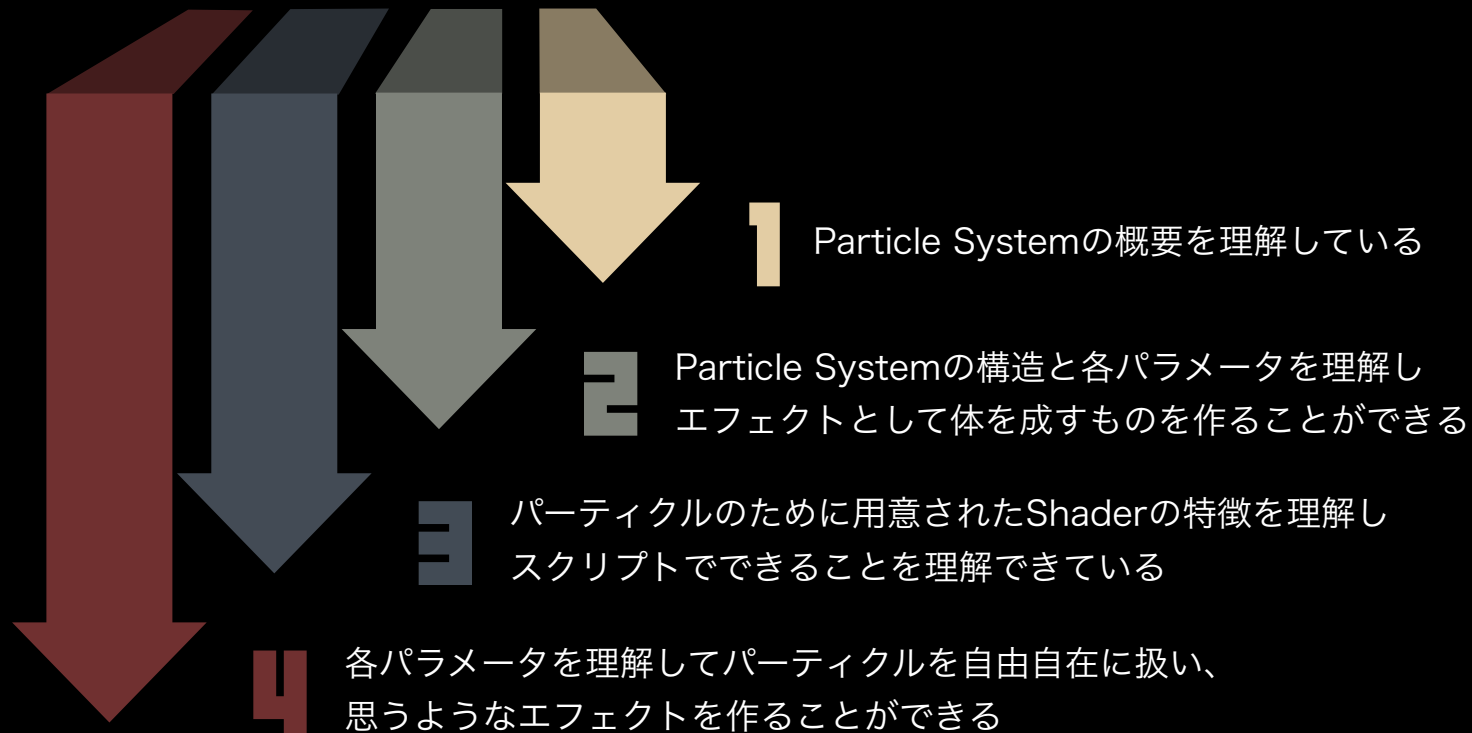 1
Particle Systemの概要を理解している
2
Particle Systemの構造と各パラメータを理解し
エフェクトとして体を成すものを作ることができる
3
パーティクルのために用意されたShaderの特徴を理解し
スクリプトでできることを理解できている
4
各パラメータを理解してパーティクルを自由自在に扱い、
思うようなエフェクトを作ることができる